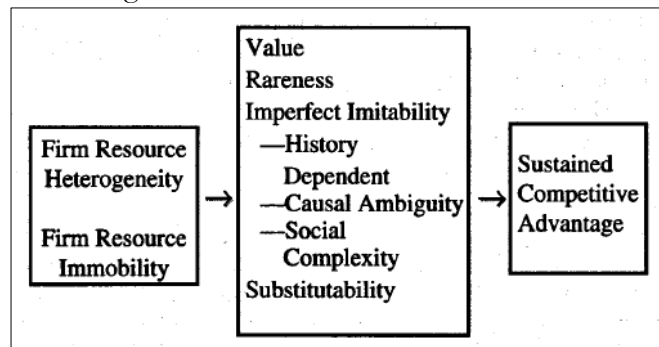 Firm Resource
Heterogeneity
Firm Resource
Immobility
→
Value
Rareness
Imperfect Imitability
—History
Dependent
—Causal Ambiguity
—Social
Complexity
Substitutability
→
Sustained
Competitive
Advantage